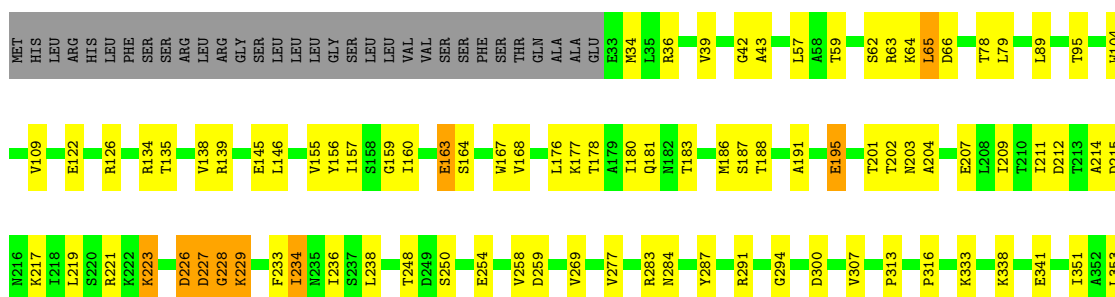 MET HIS LEU ARG HIS LEU PHE SER SER ARG LEU LEU ARG GLY SER LEU LEU LEU GLY SER LEU LEU VAL VAL SER SER PHE SER THR GLN ALA ALA GLU E33 M34 L35 R36 V39 G42 A43 L57 A58 T59 S62 R63 K64 L65 D66 T78 L79 L89 T95
V109 E122 R126 R134 T135 V138 R139 E145 L146 V155 Y156 I157 S158 G159 I160 E163 S164 W167 V168 L176 K177 T178 A179 I180 Q181 N182 T183 M186 S187 T188 A191 E195 T201 T202 N203 A204 E207 L208 I209 T210 I211 D212 T213 A214 D215
N216 K217 I218 L219 S220 R221 K222 K223 D226 D227 G228 K229 F233 I234 N235 I236 S237 L238 T248 D249 S250 E254 V258 D259 V269 V277 R283 N284 Y287 R291 G294 D300 V307 P313 P316 K333 K338 E341 I351 A352